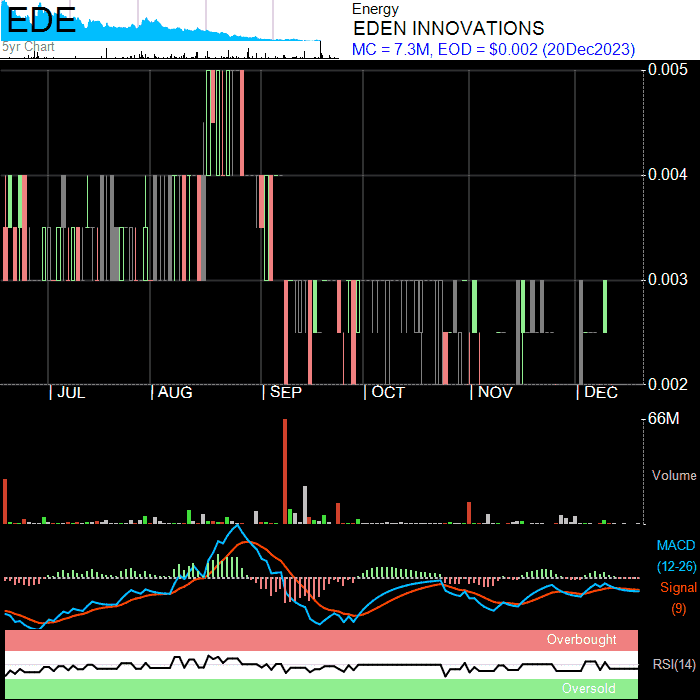 EDE
5yr Chart
Energy
EDEN INNOVATIONS
MC = 7.3M, EOD = $0.002 (20Dec2023)
0.005
0.004
0.003
0.002
| JUL | AUG | SEP | OCT | NOV | DEC
66M
Volume
MACD
(12-26)
Signal
(9)
Overbought
RSI(14)
Oversold